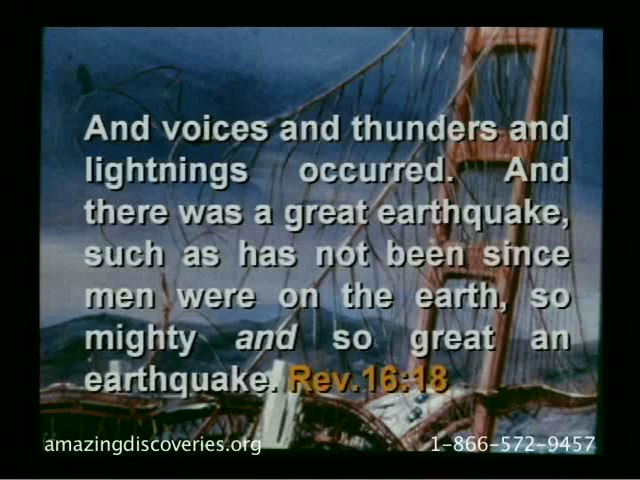 And voices and thunders and
lightnings occurred. And
there was a great earthquake,
such as has not been since
men were on the earth, so
mighty and so great an
earthquake. Rev.16:18
amazingdiscoveries.org 1-866-572-9457